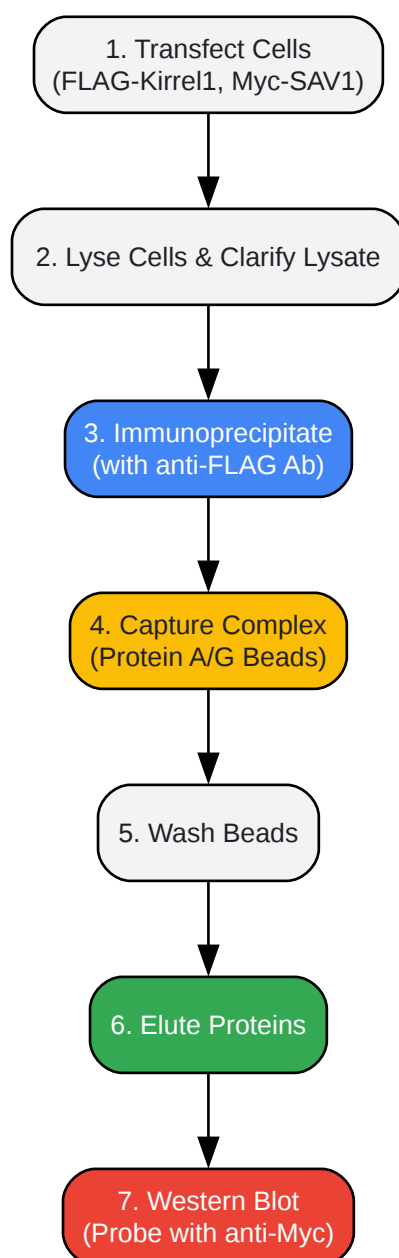 1. Transfect Cells
(FLAG-Kirrel1, Myc-SAV1)
2. Lyse Cells & Clarify Lysate
3. Immunoprecipitate
(with anti-FLAG Ab)
4. Capture Complex
(Protein A/G Beads)
5. Wash Beads
6. Elute Proteins
7. Western Blot
(Probe with anti-Myc)